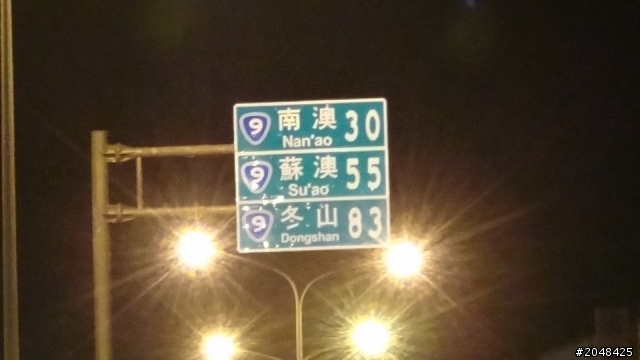 9 南澳 30
Nan'ao
9 蘇澳 55
Su'ao
9 冬山 83
Dongshan
#2048425